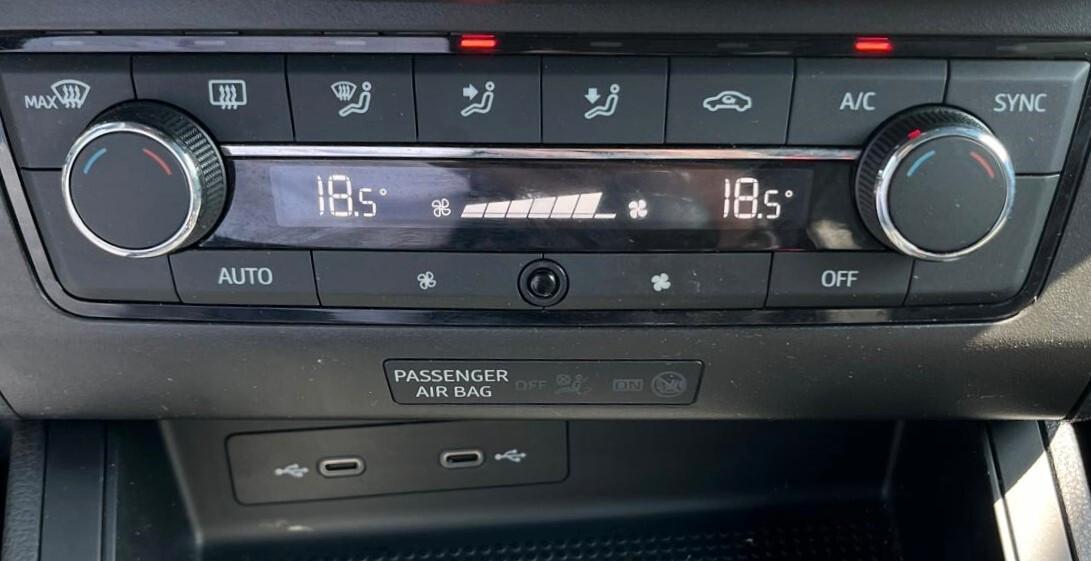 MAX
A/C
SYNC
18.5°
18.5°
AUTO
OFF
PASSENGER
AIR BAG
OFF
ON